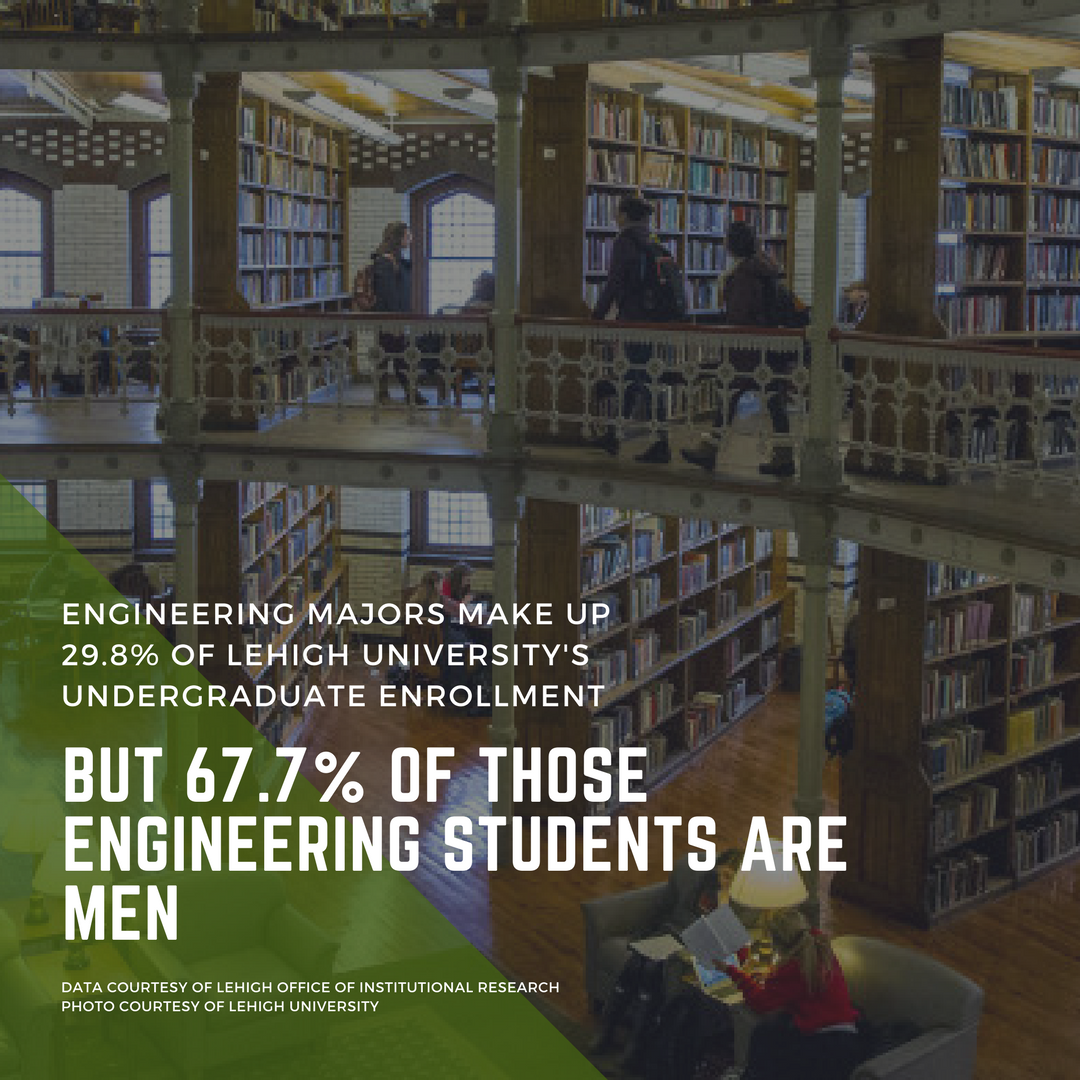 ENGINEERING MAJORS MAKE UP
29.8% OF LEHIGH UNIVERSITY'S
UNDERGRADUATE ENROLLMENT
BUT 67.7% OF THOSE
ENGINEERING STUDENTS ARE
MEN
DATA COURTESY OF LEHIGH OFFICE OF INSTITUTIONAL RESEARCH
PHOTO COURTESY OF LEHIGH UNIVERSITY